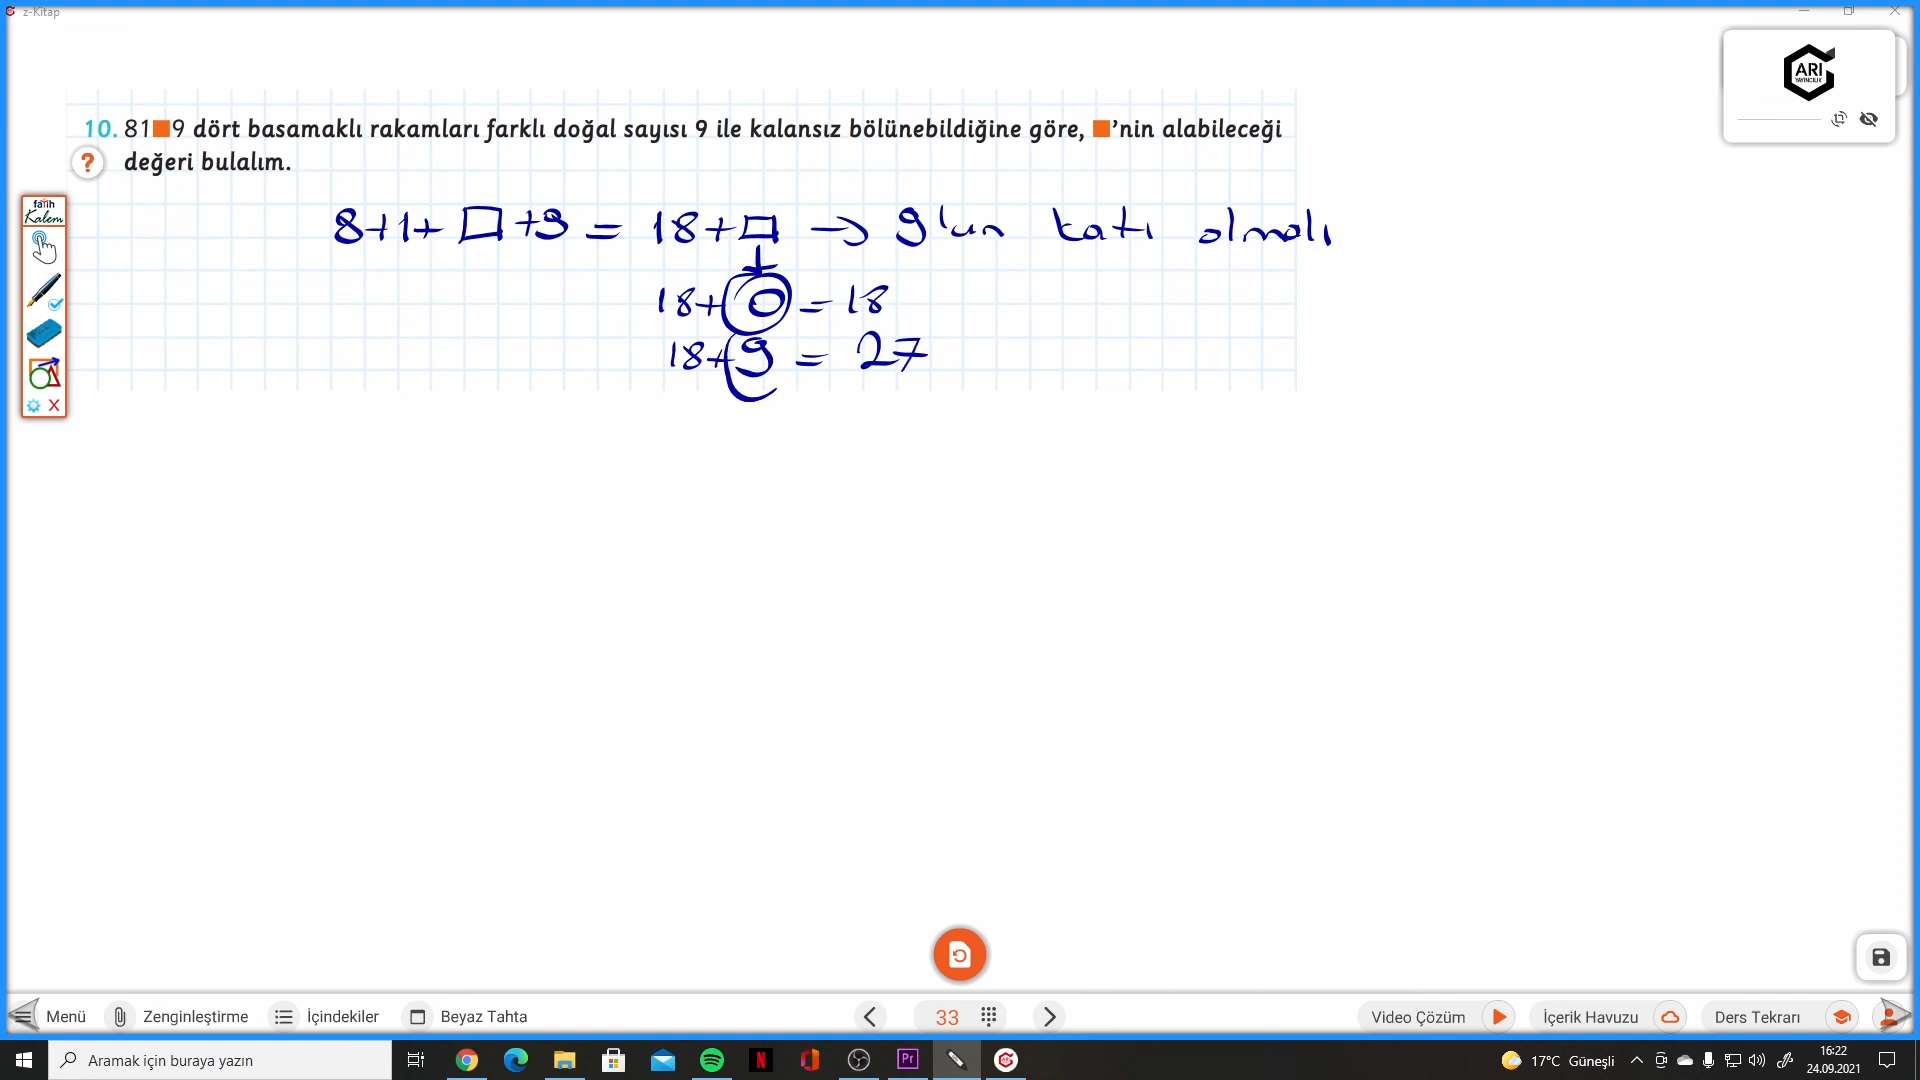 z-Kitap
ARI
YAYINCILIK
10. 81■9 dört basamaklı rakamları farklı doğal sayısı 9 ile kalansız bölünebildiğine göre, ■'nin alabileceği
? değeri bulalım.
fatih
Kalem
8+1+□+9 = 18+□ → 9'un katı olmalı
18+0 = 18
18+9 = 27
Menü Zenginleştirme İçindekiler Beyaz Tahta 33 Video Çözüm İçerik Havuzu Ders Tekrarı
Aramak için buraya yazın 17°C Güneşli 16:22
24.09.2021